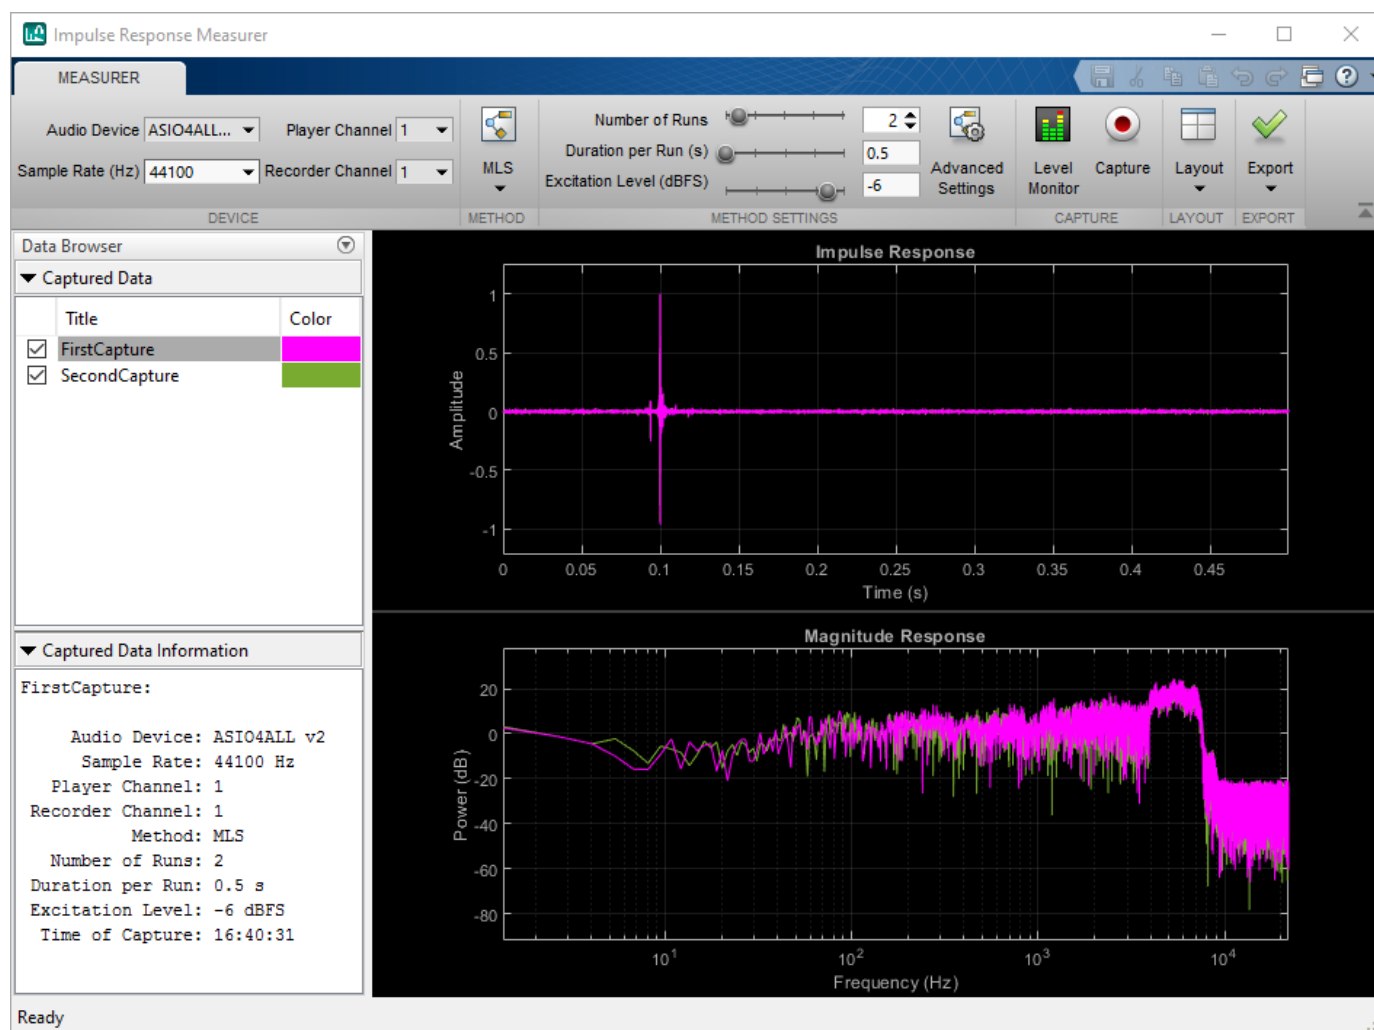 Impulse Response Measurer
MEASURER
Audio Device ASIO4ALL... Player Channel 1
Sample Rate (Hz) 44100 Recorder Channel 1
DEVICE
MLS
METHOD
Number of Runs 2
Duration per Run (s) 0.5
Excitation Level (dBFS) -6
Advanced
Settings
METHOD SETTINGS
Level
Monitor
Capture
CAPTURE
Layout
LAYOUT
Export
EXPORT
Data Browser
Captured Data
Title Color
FirstCapture
SecondCapture
Captured Data Information
FirstCapture:
Audio Device: ASIO4ALL v2
Sample Rate: 44100 Hz
Player Channel: 1
Recorder Channel: 1
Method: MLS
Number of Runs: 2
Duration per Run: 0.5 s
Excitation Level: -6 dBFS
Time of Capture: 16:40:31
Impulse Response
Amplitude
1
0.5
0
-0.5
-1
0 0.05 0.1 0.15 0.2 0.25 0.3 0.35 0.4 0.45
Time (s)
Magnitude Response
Power (dB)
20
0
-20
-40
-60
-80
10¹ 10² 10³ 10⁴
Frequency (Hz)
Ready